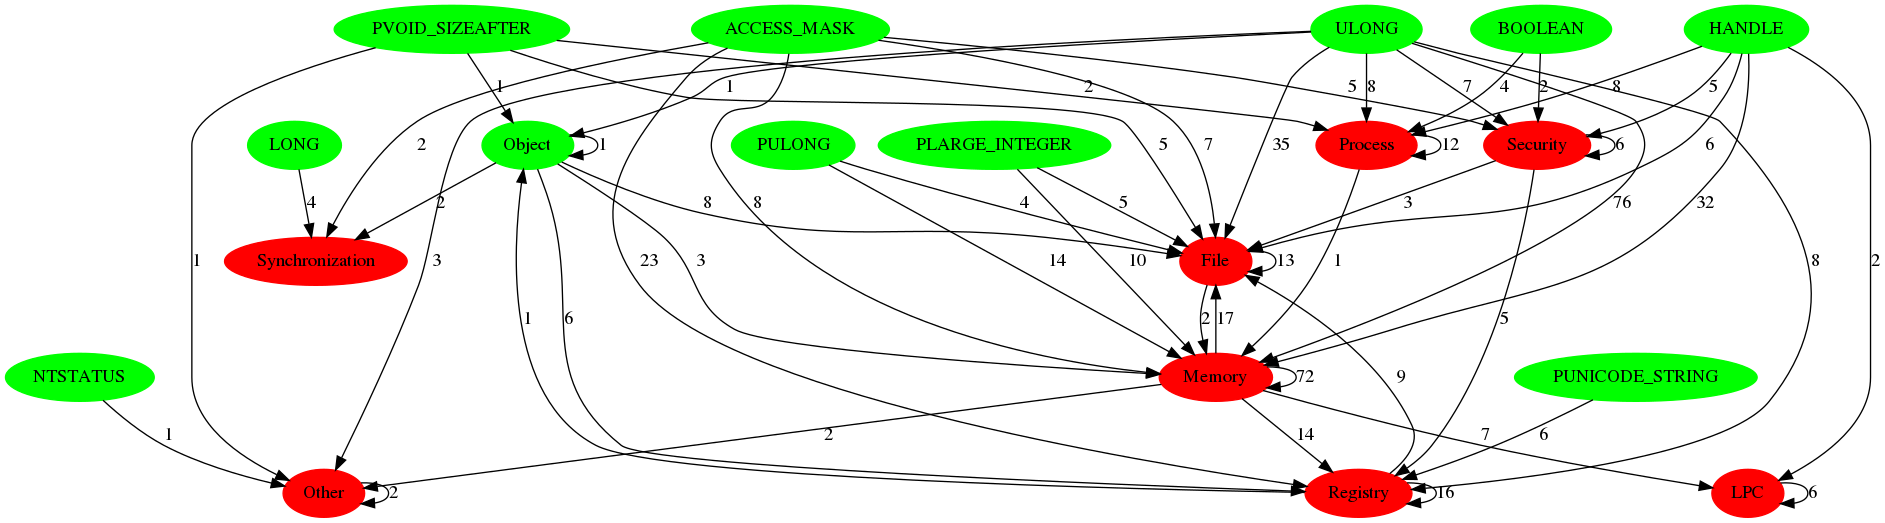 PVOID_SIZEAFTER
ACCESS_MASK
ULONG
BOOLEAN
HANDLE
1
1
2
5
8
7
4
2
8
5
LONG
Object
1
2
5
7
PULONG
PLARGE_INTEGER
35
Process
12
Security
6
6
4
2
8
8
4
5
3
76
32
Synchronization
1
3
23
3
14
10
File
13
1
8
2
1
6
2
17
5
NTSTATUS
Memory
72
9
PUNICODE_STRING
1
2
14
7
6
Other
2
Registry
16
LPC
6